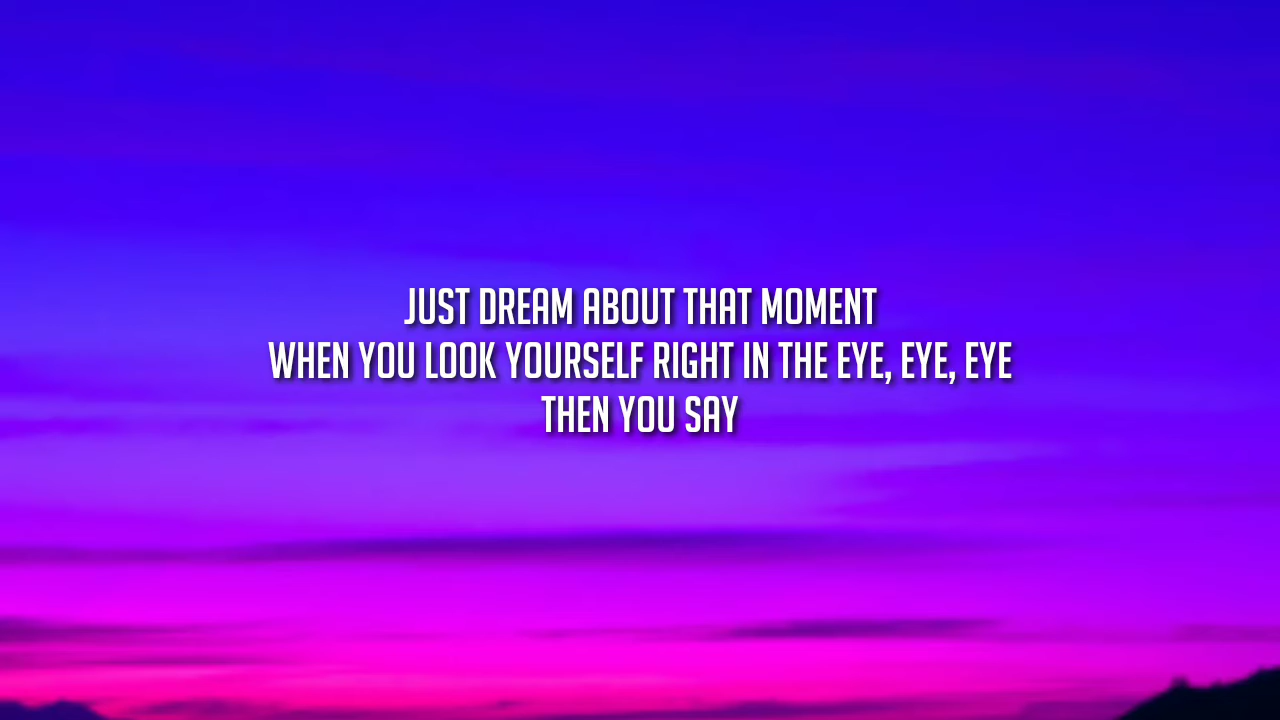 JUST DREAM ABOUT THAT MOMENT
WHEN YOU LOOK YOURSELF RIGHT IN THE EYE, EYE, EYE
THEN YOU SAY